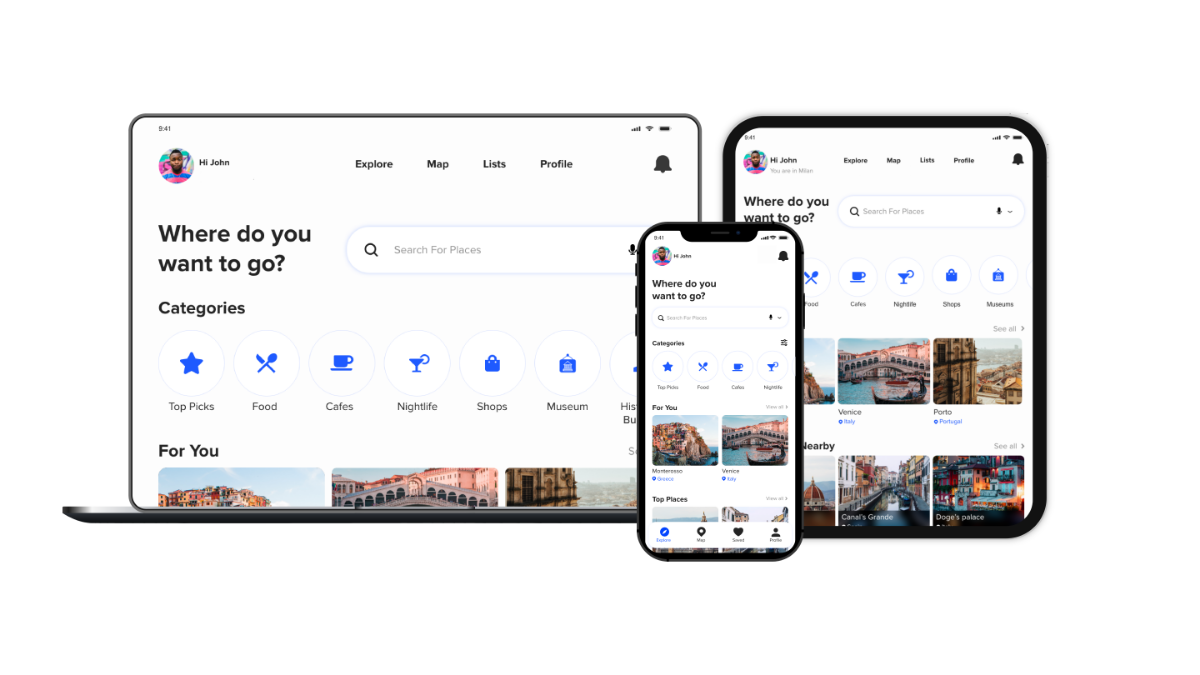 9:41
Hi John
Explore
Map
Lists
Profile
Where do you
want to go?
Search For Places
Categories
Top Picks
Food
Cafes
Nightlife
Shops
Museum
For You
9:41
Hi John
Where do you
want to go?
Search For Places
Categories
Top Picks
Food
Cafes
Nightlife
For You
View all
Monterosso
Greece
Venice
Italy
Top Places
View all
Explore
Map
Saved
Profile
9:41
Hi John
You are in Milan
Explore
Map
Lists
Profile
Where do you
want to go?
Search For Places
Food
Cafes
Nightlife
Shops
Museums
See all
Venice
Italy
Porto
Portugal
Nearby
See all
Canal's Grande
Doge's palace